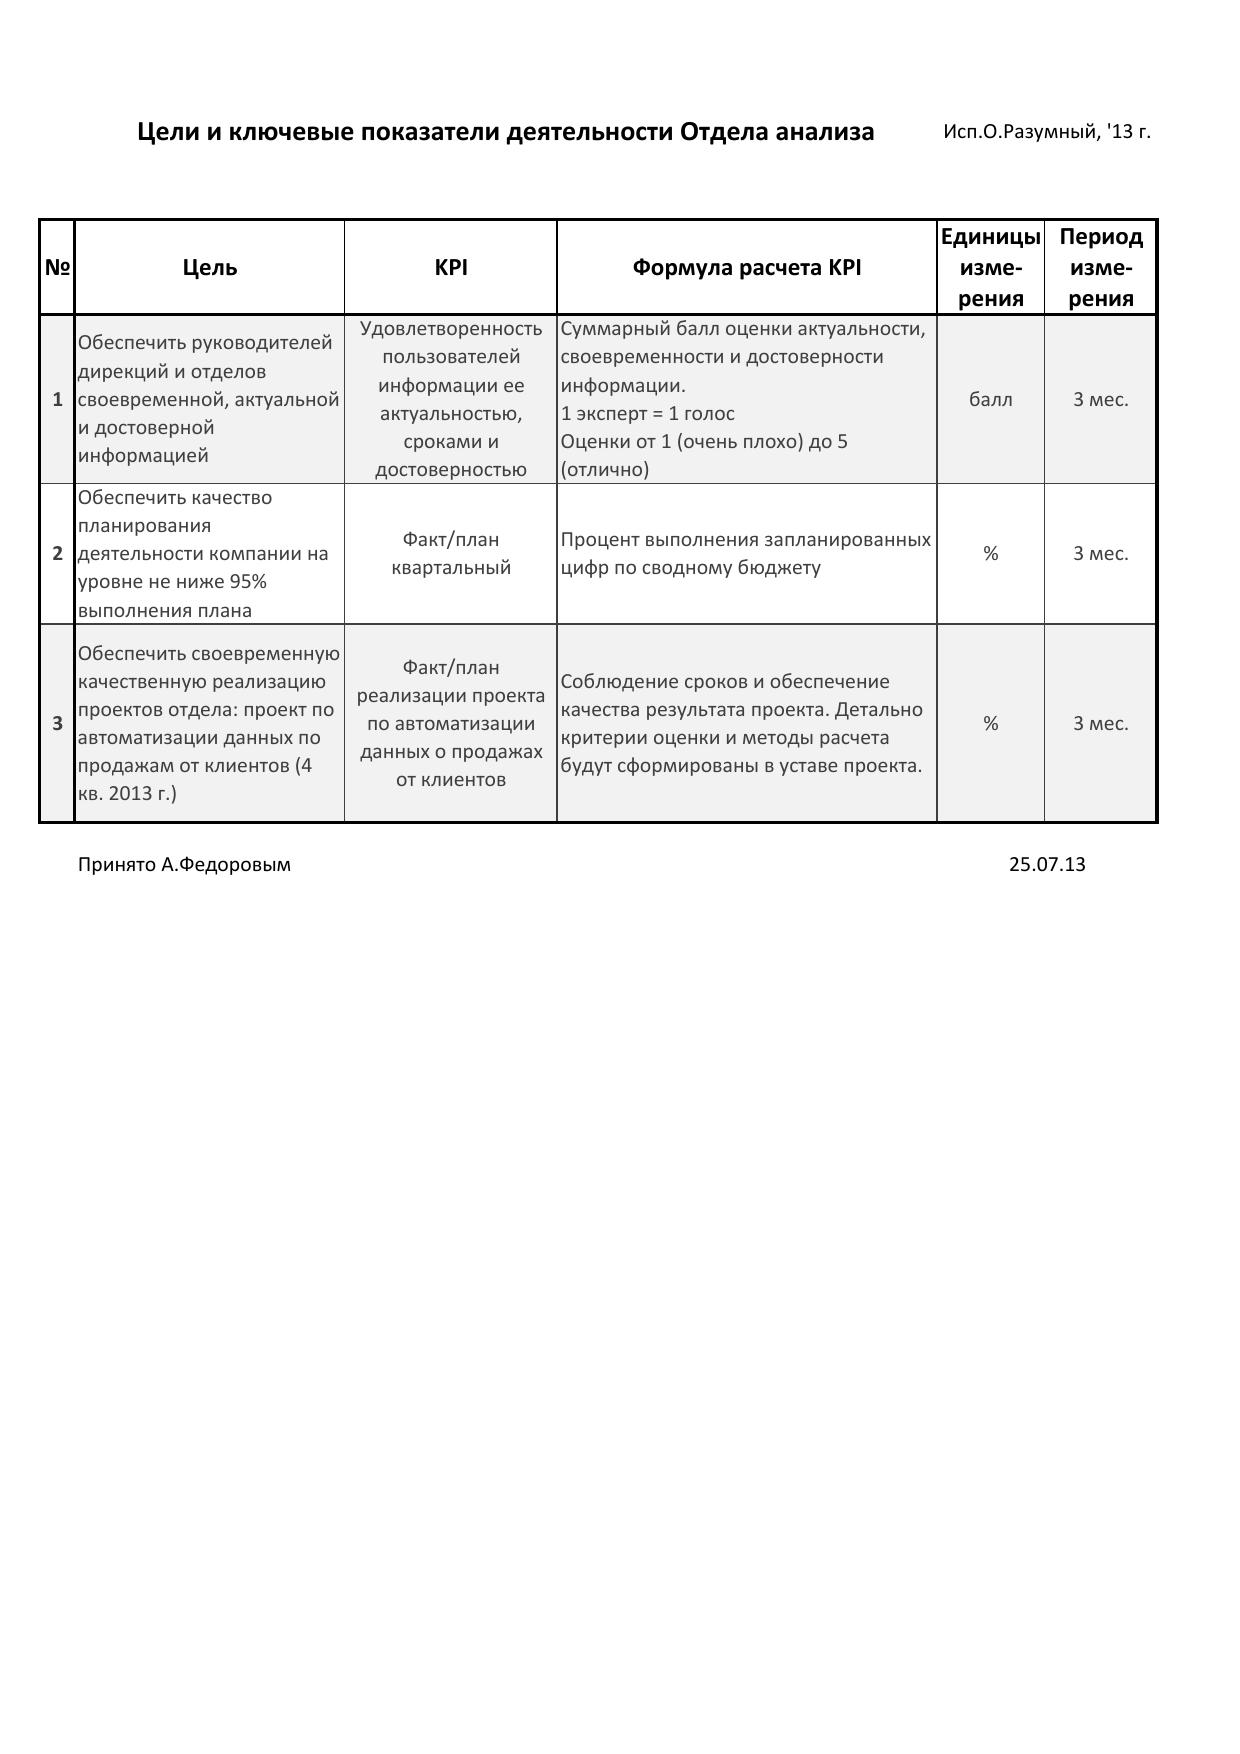 Цели и ключевые показатели деятельности Отдела анализа
Исп.О.Разумный, '13 г.
№
Цель
KPI
Формула расчета KPI
Единицы
изме-
рения
Период
изме-
рения
1
Обеспечить руководителей
дирекций и отделов
своевременной, актуальной
и достоверной
информацией
Удовлетворенность
пользователей
информации ее
актуальностью,
сроками и
достоверностью
Суммарный балл оценки актуальности,
своевременности и достоверности
информации.
1 эксперт = 1 голос
Оценки от 1 (очень плохо) до 5
(отлично)
балл
3 мес.
2
Обеспечить качество
планирования
деятельности компании на
уровне не ниже 95%
выполнения плана
Факт/план
квартальный
Процент выполнения запланированных
цифр по сводному бюджету
%
3 мес.
3
Обеспечить своевременную
качественную реализацию
проектов отдела: проект по
автоматизации данных по
продажам от клиентов (4
кв. 2013 г.)
Факт/план
реализации проекта
по автоматизации
данных о продажах
от клиентов
Соблюдение сроков и обеспечение
качества результата проекта. Детально
критерии оценки и методы расчета
будут сформированы в уставе проекта.
%
3 мес.
Принято А.Федоровым
25.07.13